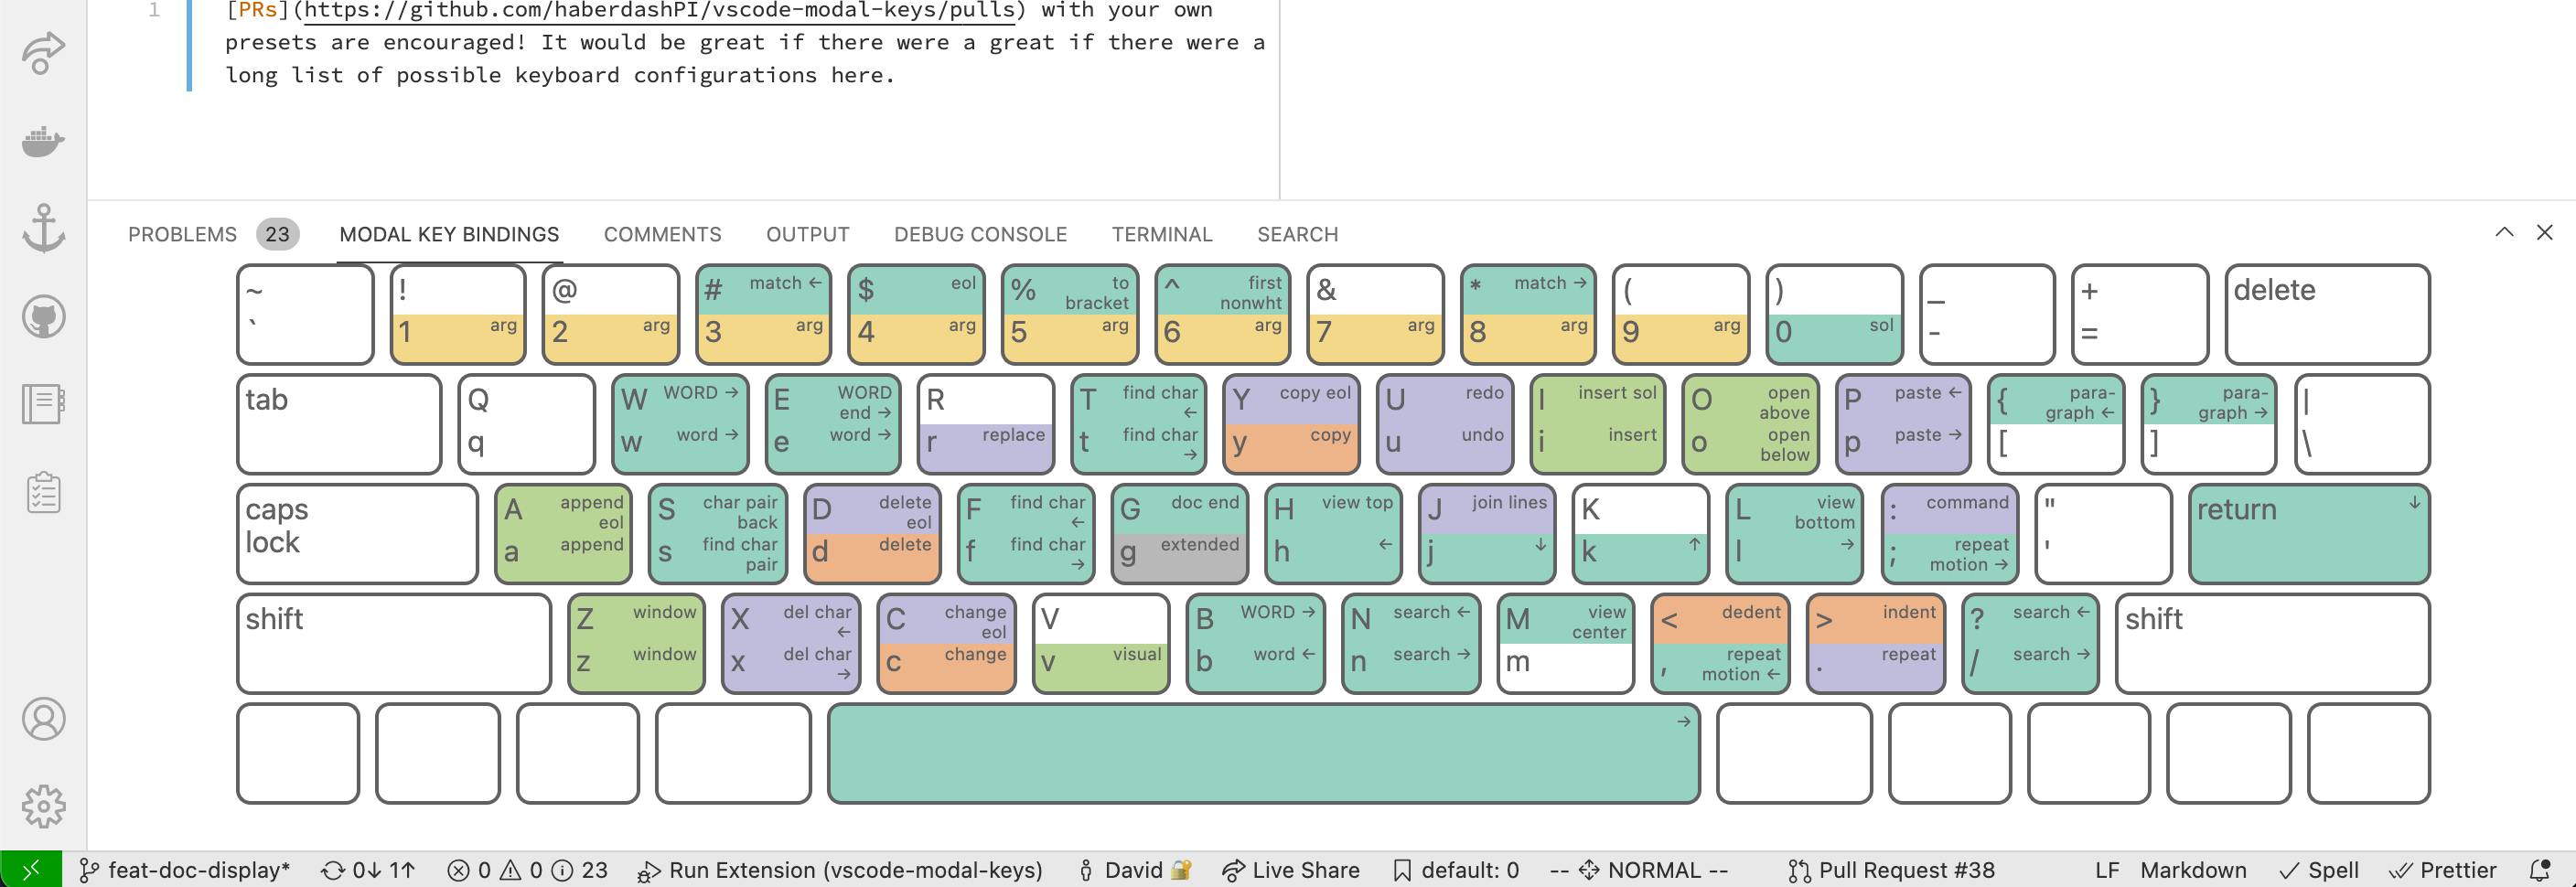 1 [PRs](https://github.com/haberdashPI/vscode-modal-keys/pulls) with your own
presets are encouraged! It would be great if there were a great if there were a
long list of possible keyboard configurations here.
PROBLEMS 23 MODAL KEY BINDINGS COMMENTS OUTPUT DEBUG CONSOLE TERMINAL SEARCH
~
`
!
1 arg
@
2 arg
# match ←
3 arg
$ eol
4 arg
% to
bracket
5 arg
^ first
nonwht
6 arg
&
7 arg
* match →
8 arg
(
9 arg
)
0 sol
_
-
+
=
delete
tab
Q
q
W WORD →
w word →
E WORD
end →
e word →
R
r replace
T find char
←
t find char
→
Y copy eol
y copy
U redo
u undo
I insert sol
i insert
O open
above
o open
below
P paste ←
p paste →
{ para-
graph ←
[
} para-
graph →
]
|
\
caps
lock
A append
eol
a append
S char pair
back
s find char
pair
D delete
eol
d delete
F find char
←
f find char
→
G doc end
g extended
H view top
h ←
J join lines
j ↓
K
k ↑
L view
bottom
l →
: command
; repeat
motion →
"
'
return ↓
shift
Z window
z window
X del char
←
x del char
→
C change
eol
c change
V
v visual
B WORD →
b word ←
N search ←
n search →
M view
center
m
< dedent
, repeat
motion ←
> indent
. repeat
? search ←
/ search →
shift
→
feat-doc-display* 0↓ 1↑ 0 0 23 Run Extension (vscode-modal-keys) David Live Share default: 0 -- NORMAL -- Pull Request #38 LF Markdown Spell Prettier